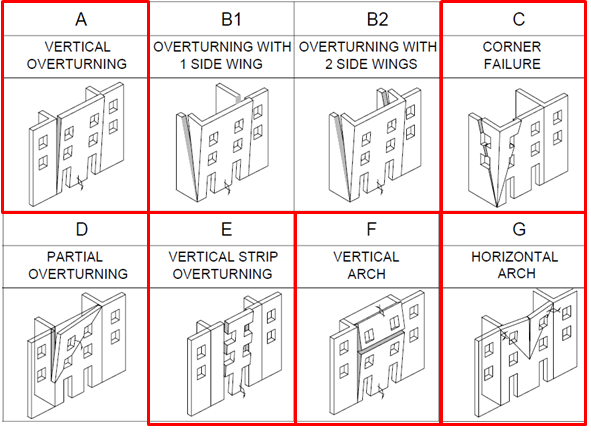 A
B1
B2
C
VERTICAL
OVERTURNING
OVERTURNING WITH
1 SIDE WING
OVERTURNING WITH
2 SIDE WINGS
CORNER
FAILURE
D
E
F
G
PARTIAL
OVERTURNING
VERTICAL STRIP
OVERTURNING
VERTICAL
ARCH
HORIZONTAL
ARCH